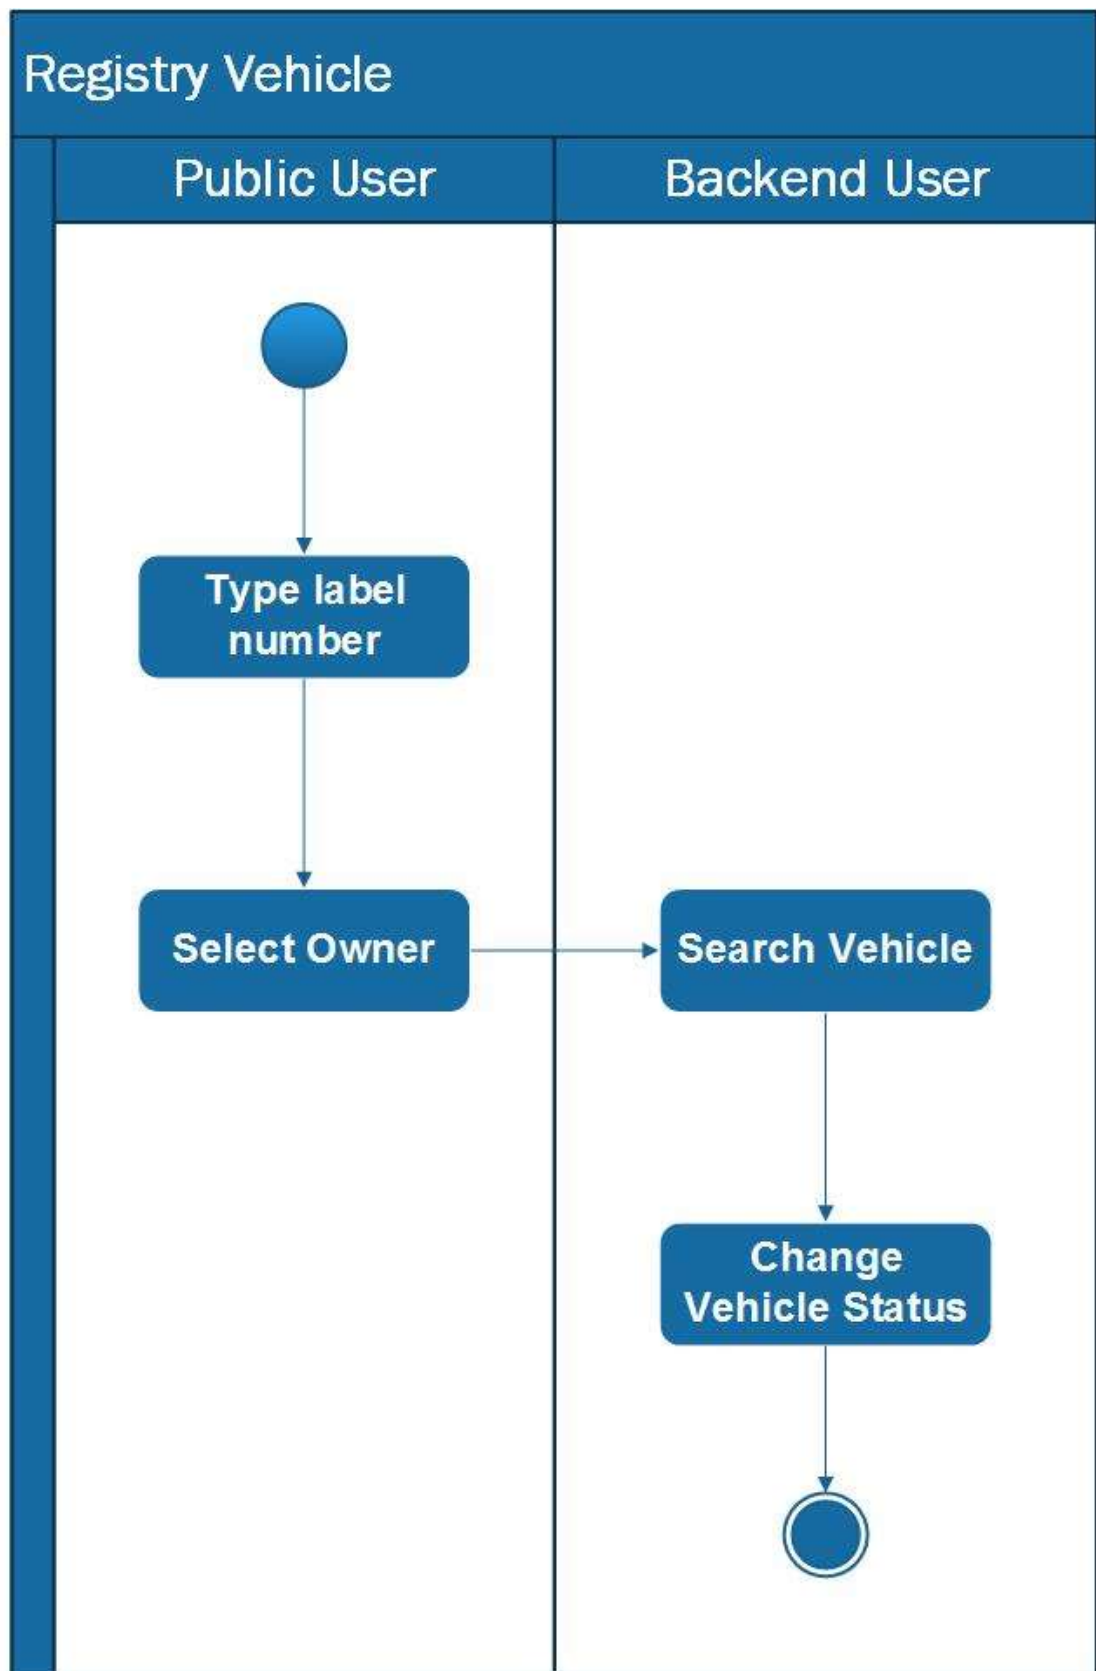 Registry Vehicle
Public User
Backend User
Type label
number
Select Owner
Search Vehicle
Change
Vehicle Status